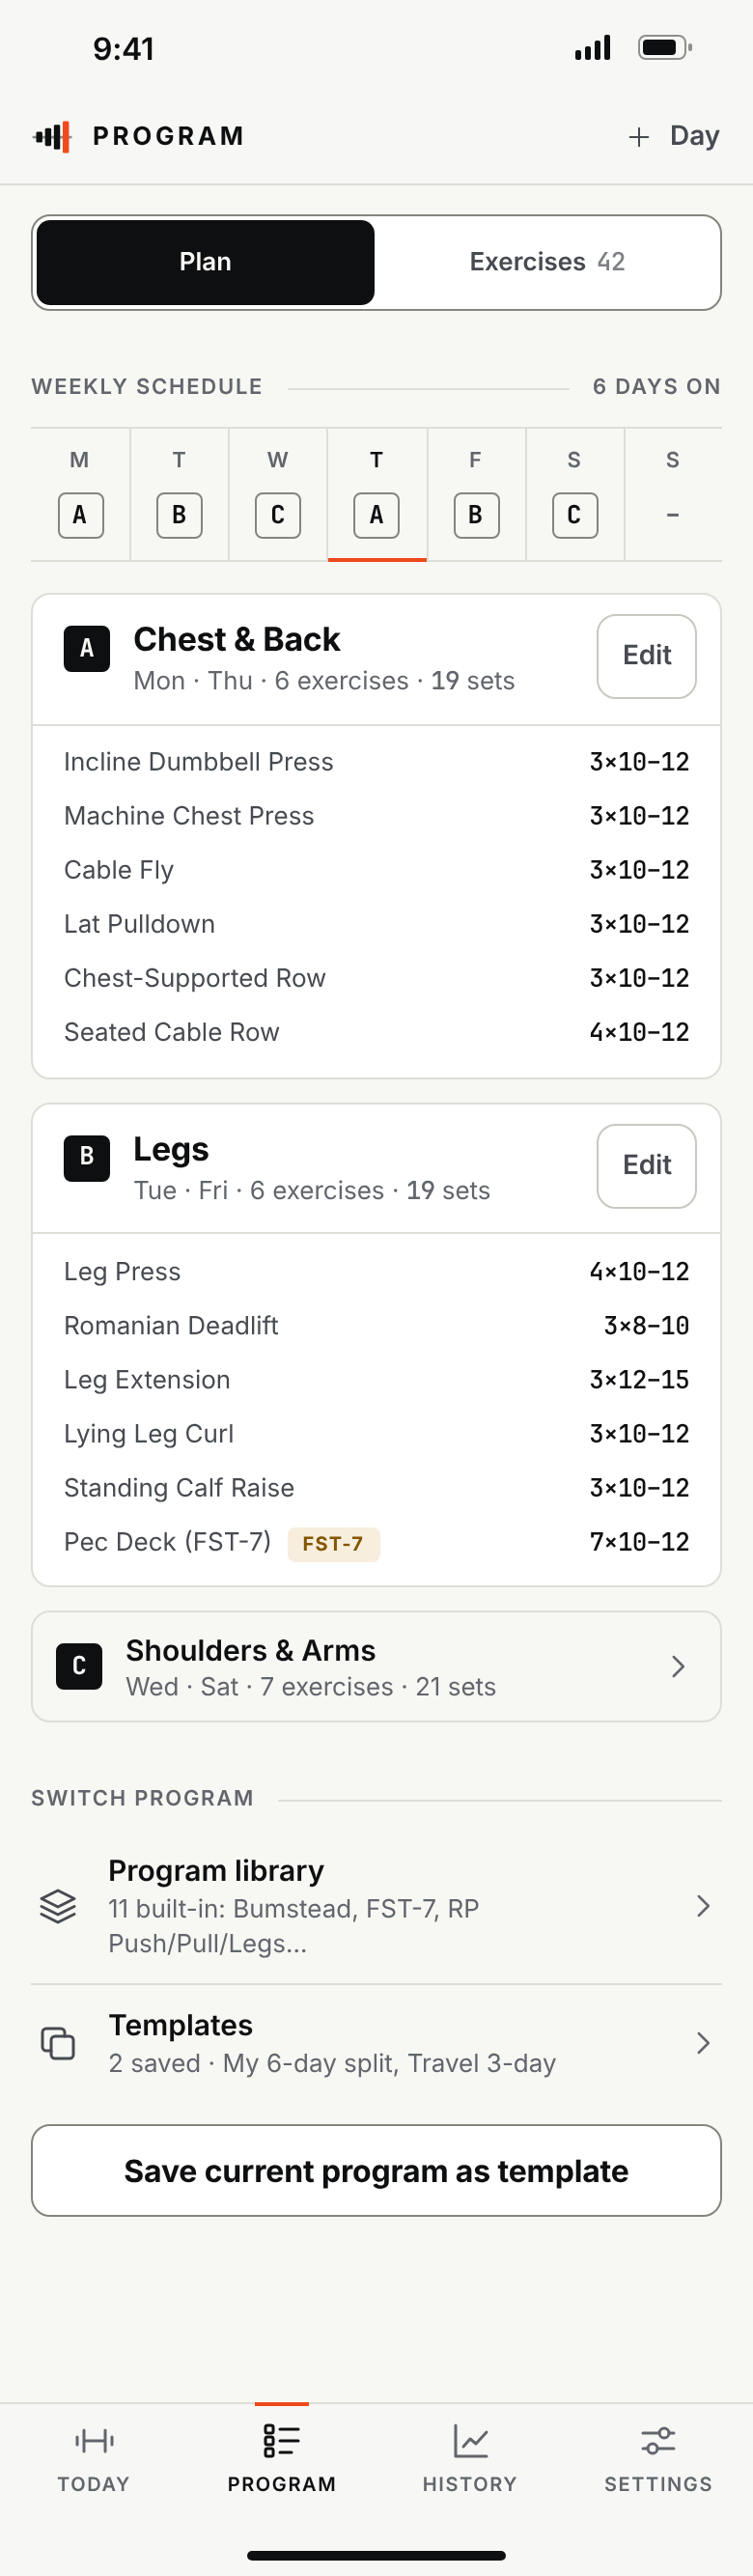 9:41
PROGRAM
+ Day
Plan
Exercises 42
WEEKLY SCHEDULE
6 DAYS ON
M T W T F S S
A B C A B C –
A
Chest & Back
Mon · Thu · 6 exercises · 19 sets
Edit
Incline Dumbbell Press 3×10–12
Machine Chest Press 3×10–12
Cable Fly 3×10–12
Lat Pulldown 3×10–12
Chest-Supported Row 3×10–12
Seated Cable Row 4×10–12
B
Legs
Tue · Fri · 6 exercises · 19 sets
Edit
Leg Press 4×10–12
Romanian Deadlift 3×8–10
Leg Extension 3×12–15
Lying Leg Curl 3×10–12
Standing Calf Raise 3×10–12
Pec Deck (FST-7) FST-7 7×10–12
C
Shoulders & Arms
Wed · Sat · 7 exercises · 21 sets
SWITCH PROGRAM
Program library
11 built-in: Bumstead, FST-7, RP
Push/Pull/Legs...
Templates
2 saved · My 6-day split, Travel 3-day
Save current program as template
TODAY
PROGRAM
HISTORY
SETTINGS